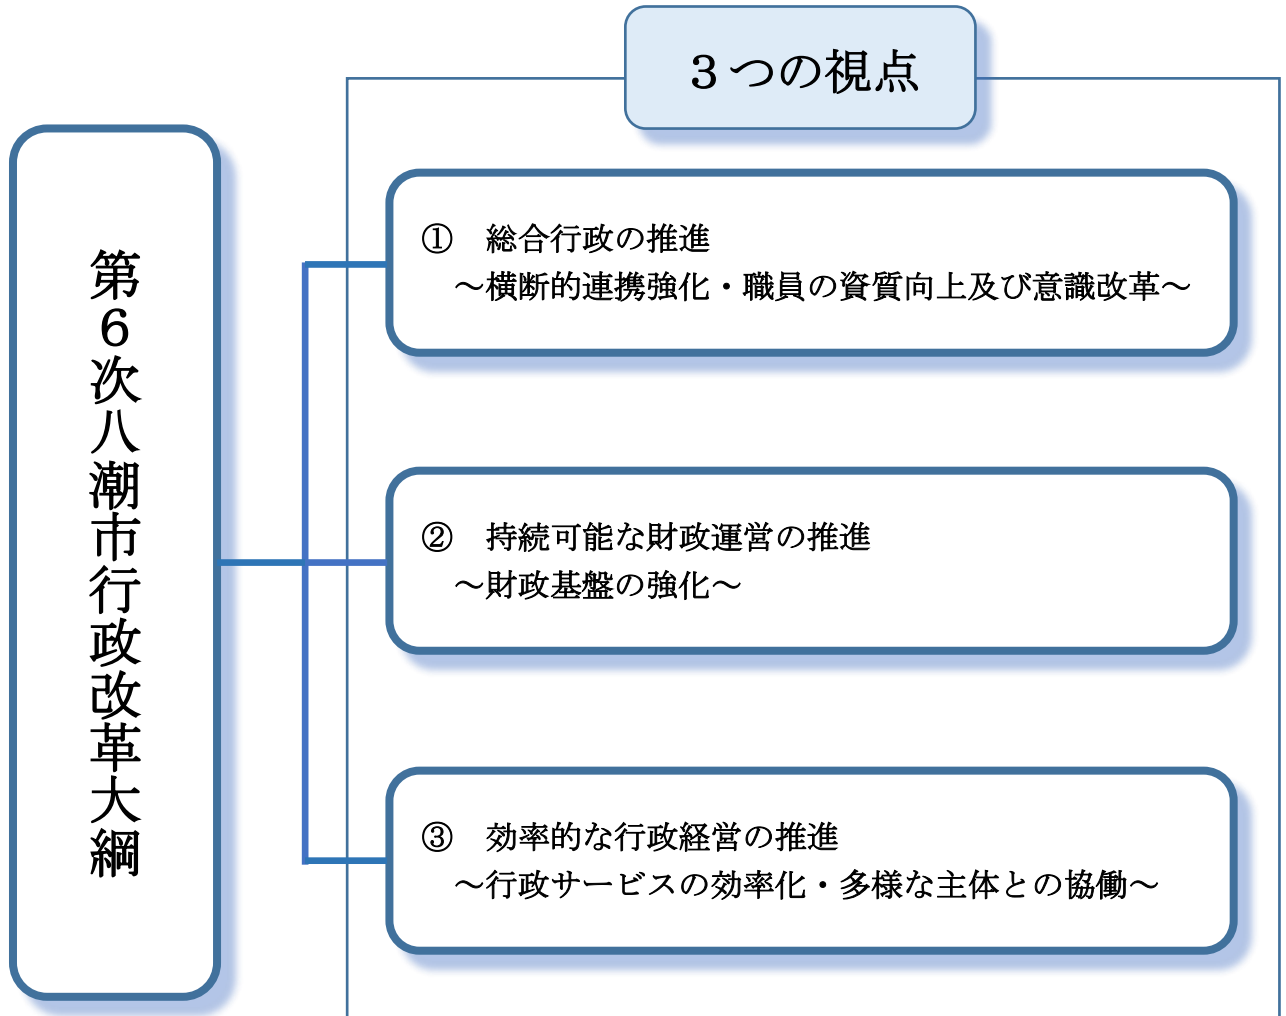 ３つの視点
第６次八潮市行政改革大綱
①　総合行政の推進
～横断的連携強化・職員の資質向上及び意識改革～
②　持続可能な財政運営の推進
～財政基盤の強化～
③　効率的な行政経営の推進
～行政サービスの効率化・多様な主体との協働～